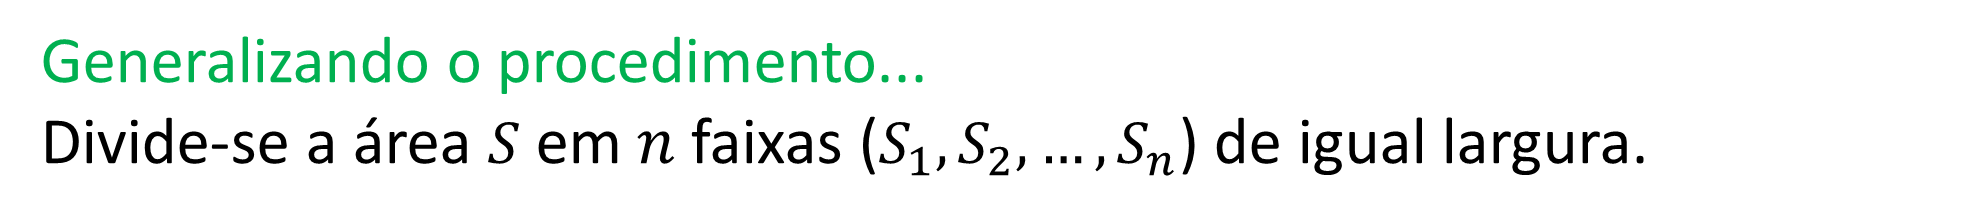 Generalizando o procedimento...
Divide-se a área S em n faixas (S₁, S₂, … , Sₙ) de igual largura.